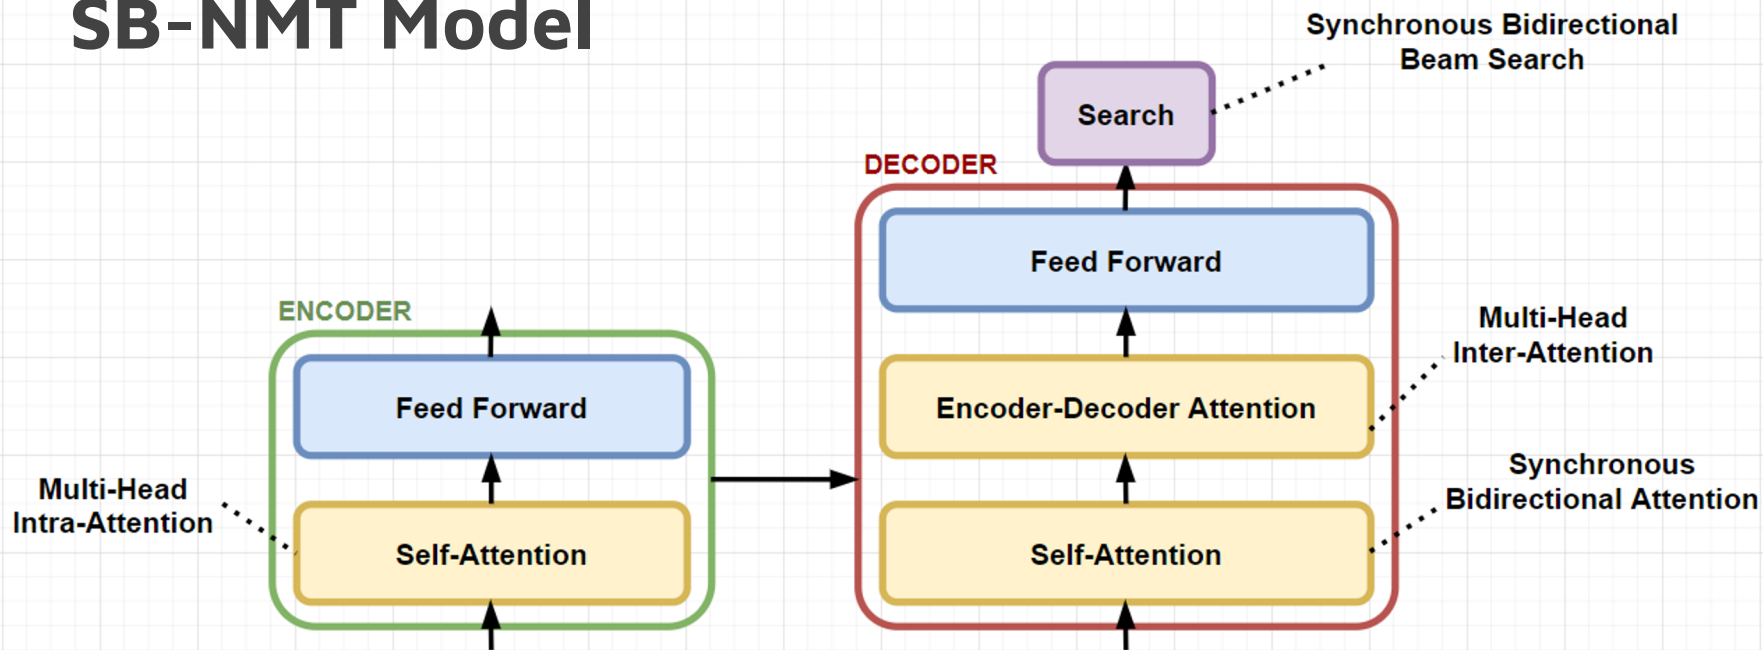 SB-NMT Model
Synchronous Bidirectional
Beam Search
Search
DECODER
Feed Forward
ENCODER
Multi-Head
Inter-Attention
Feed Forward
Encoder-Decoder Attention
Synchronous
Bidirectional Attention
Multi-Head
Intra-Attention
Self-Attention
Self-Attention